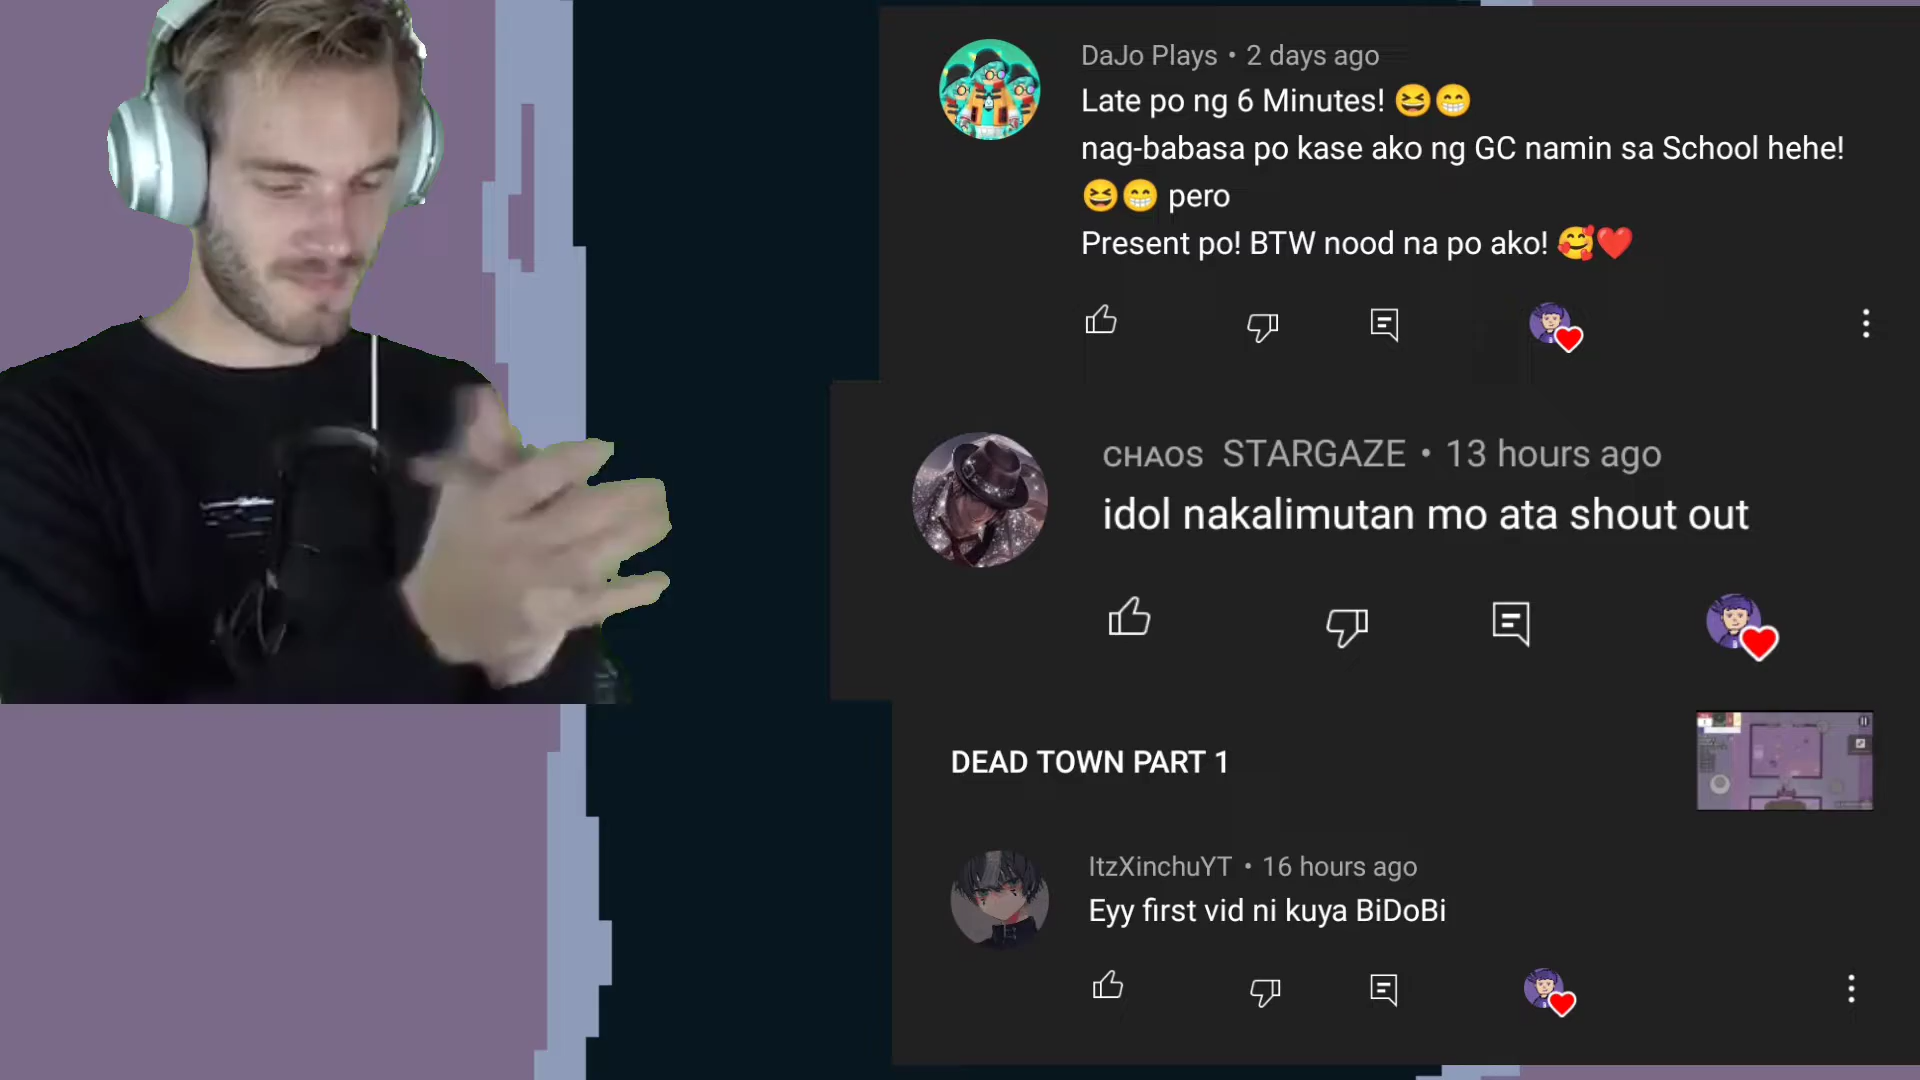 DaJo Plays • 2 days ago
Late po ng 6 Minutes! 😆😁
nag-babasa po kase ako ng GC namin sa School hehe!
😆😁 pero
Present po! BTW nood na po ako! 🥰❤️
ᴄʜᴀᴏs STARGAZE • 13 hours ago
idol nakalimutan mo ata shout out
DEAD TOWN PART 1
ItzXinchuYT • 16 hours ago
Eyy first vid ni kuya BiDoBi